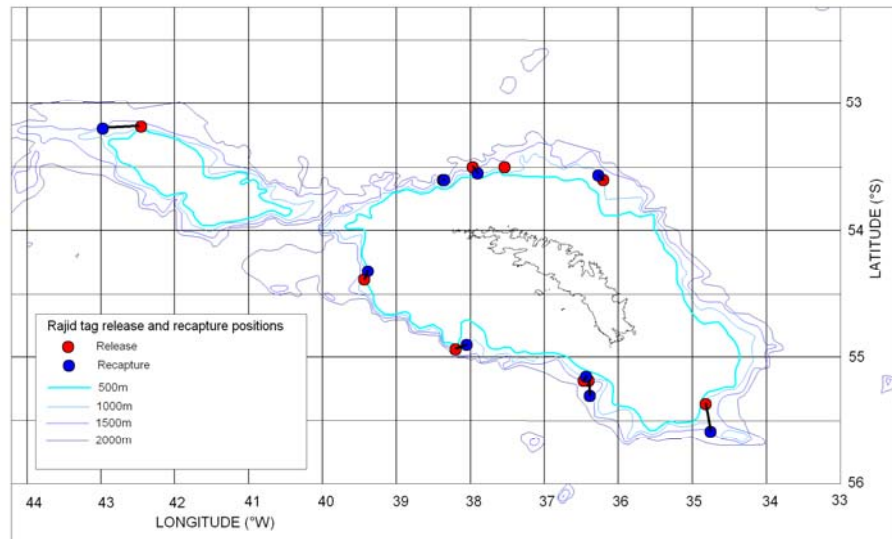 53
54
55
56
LATITUDE (°S)
Rajid tag release and recapture positions
Release
Recapture
500m
1000m
1500m
2000m
44 43 42 41 40 39 38 37 36 35 34 33
LONGITUDE (°W)